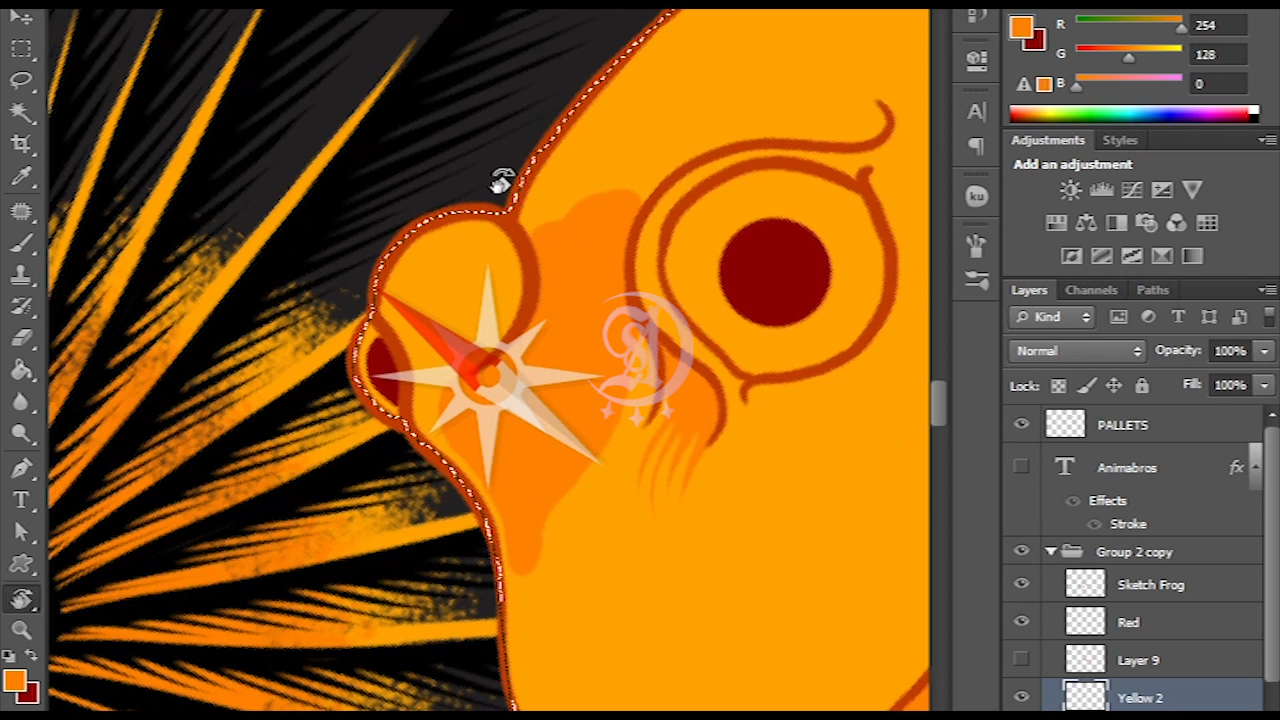 R 254
G 128
B 0
Adjustments Styles
Add an adjustment
A|
ku
Layers Channels Paths
Kind
T
Normal Opacity: 100%
Lock: Fill: 100%
PALLETS
T Animabros fx
Effects
Stroke
Group 2 copy
Sketch Frog
Red
Layer 9
Yellow 2
T